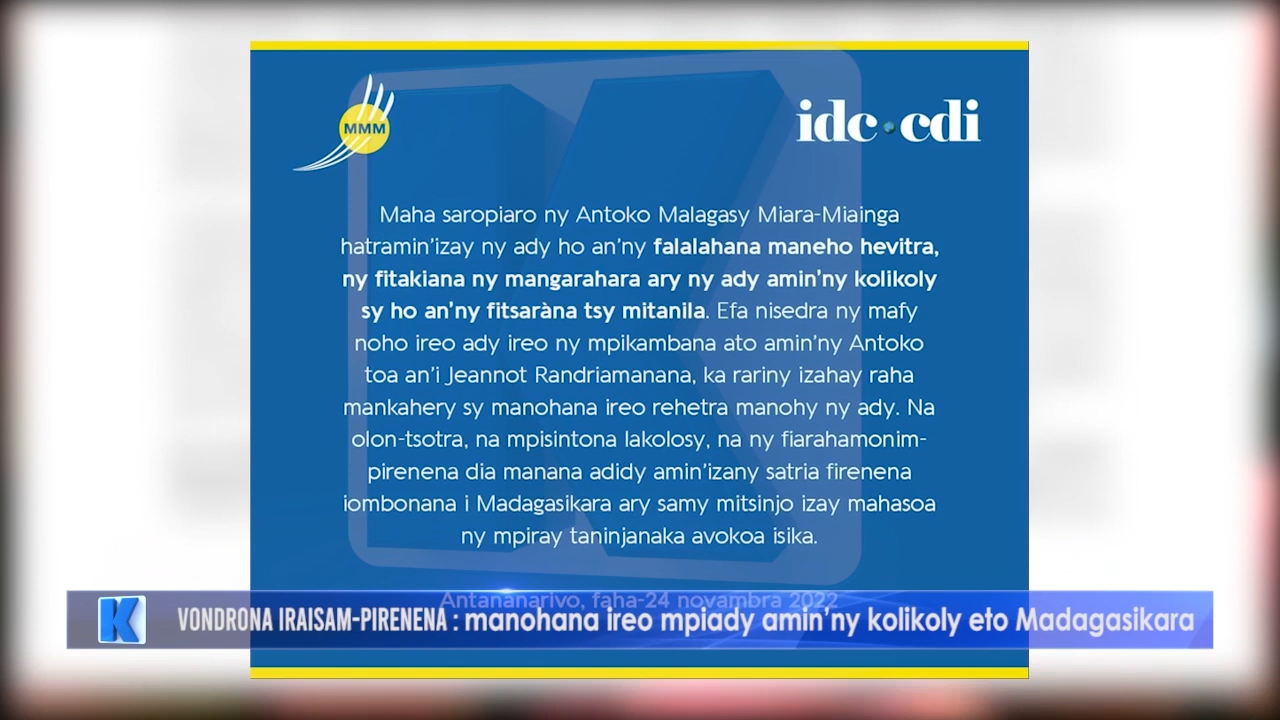 MMM
idc cdi
Maha saropiaro ny Antoko Malagasy Miara-Miainga
hatramin'izay ny ady ho an'ny falalahana maneho hevitra,
ny fitakiana ny mangarahara ary ny ady amin'ny kolikoly
sy ho an'ny fitsaràna tsy mitanila. Efa nisedra ny mafy
noho ireo ady ireo ny mpikambana ato amin'ny Antoko
toa an'i Jeannot Randriamanana, ka rariny izahay raha
mankahery sy manohana ireo rehetra manohy ny ady. Na
olon-tsotra, na mpisintona lakolosy, na ny fiarahamonim-
pirenena dia manana adidy amin'izany satria firenena
iombonana i Madagasikara ary samy mitsinjo izay mahasoa
ny mpiray taninjanaka avokoa isika.
Antananarivo, faha-24 novambra 2022
K VONDRONA IRAISAM-PIRENENA : manohana ireo mpiady amin'ny kolikoly eto Madagasikara